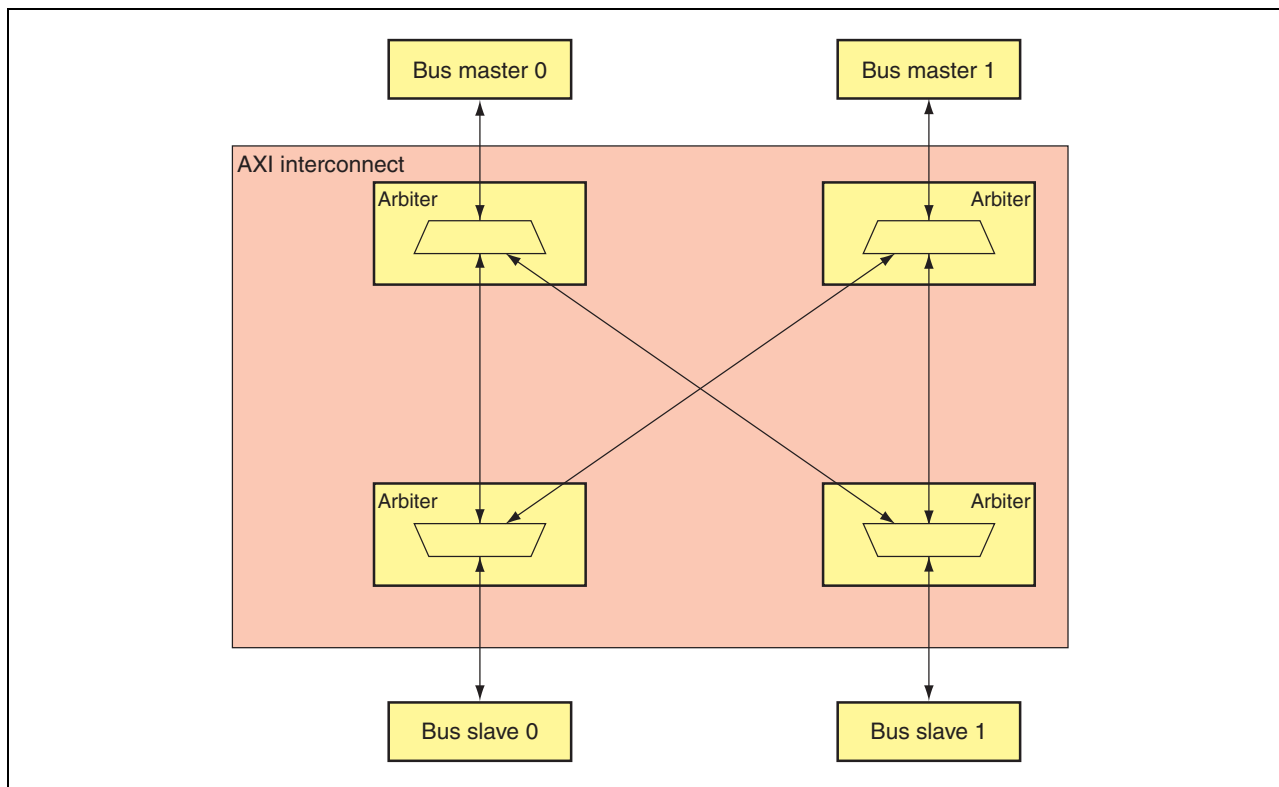 Bus master 0
Bus master 1
AXI interconnect
Arbiter
Arbiter
Arbiter
Arbiter
Bus slave 0
Bus slave 1